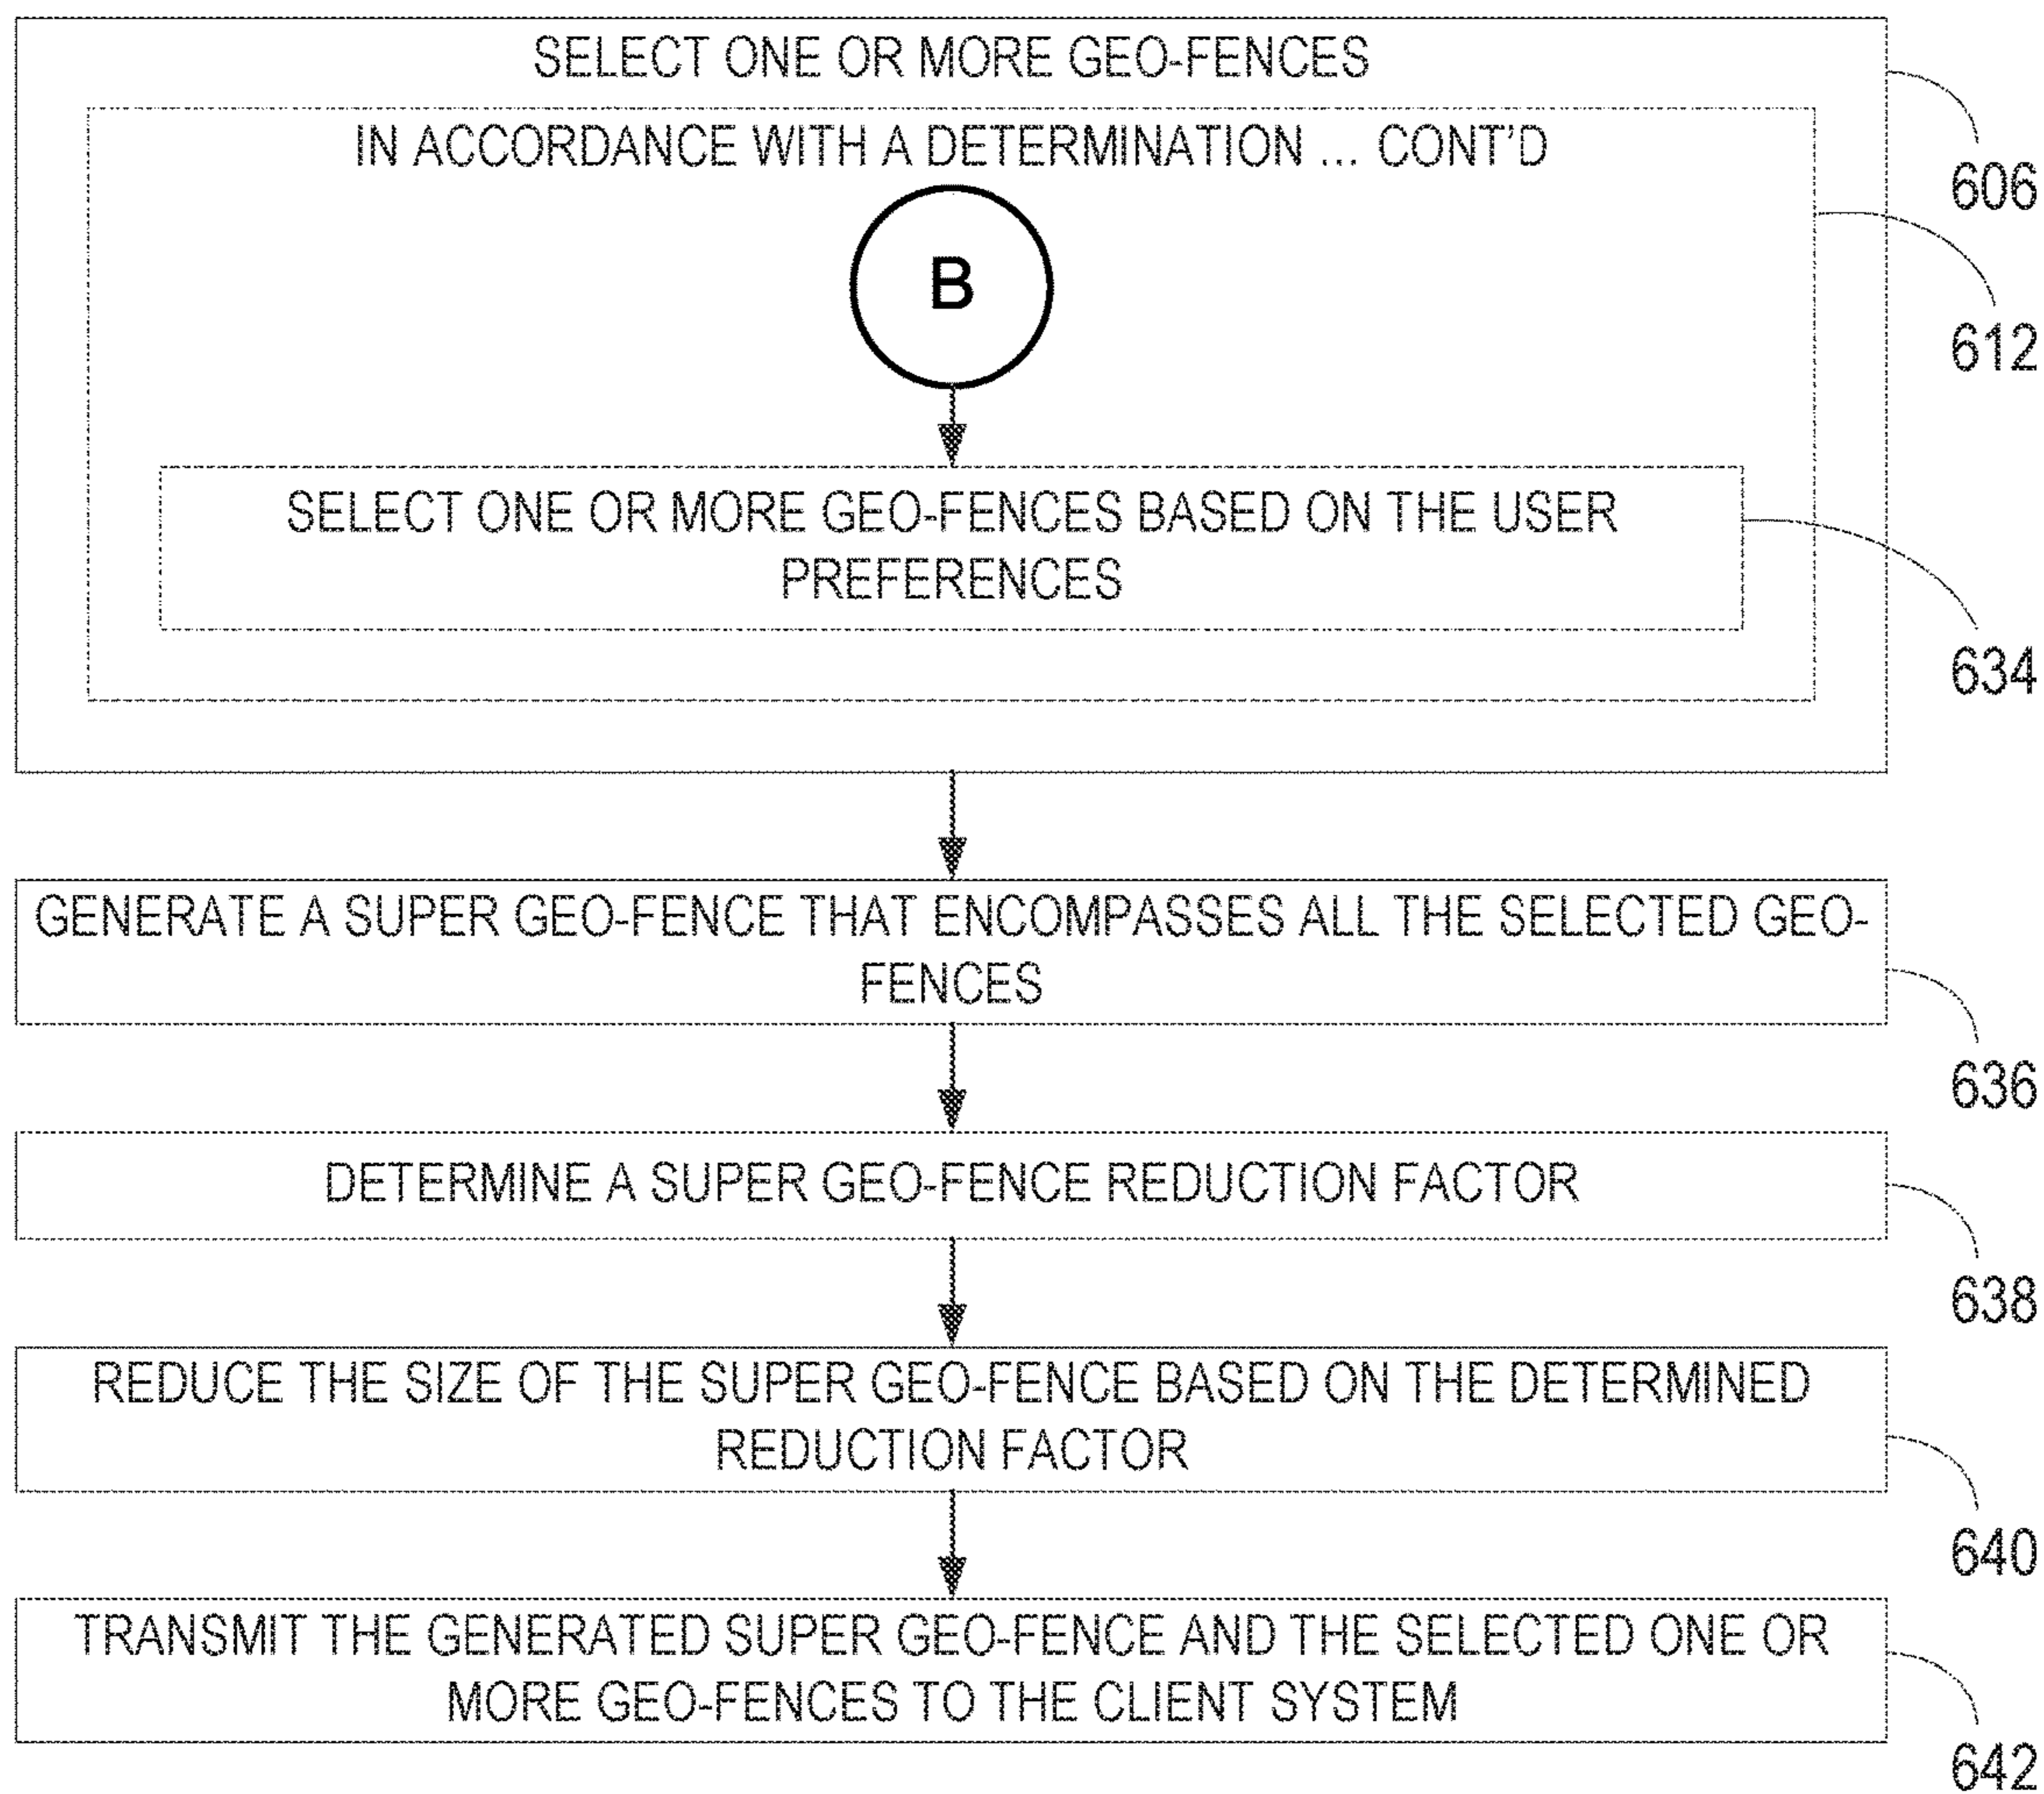 SELECT ONE OR MORE GEO-FENCES
606
IN ACCORDANCE WITH A DETERMINATION ... CONT'D
612
B
SELECT ONE OR MORE GEO-FENCES BASED ON THE USER
PREFERENCES
634
GENERATE A SUPER GEO-FENCE THAT ENCOMPASSES ALL THE SELECTED GEO-
FENCES
636
DETERMINE A SUPER GEO-FENCE REDUCTION FACTOR
638
REDUCE THE SIZE OF THE SUPER GEO-FENCE BASED ON THE DETERMINED
REDUCTION FACTOR
640
TRANSMIT THE GENERATED SUPER GEO-FENCE AND THE SELECTED ONE OR
MORE GEO-FENCES TO THE CLIENT SYSTEM
642